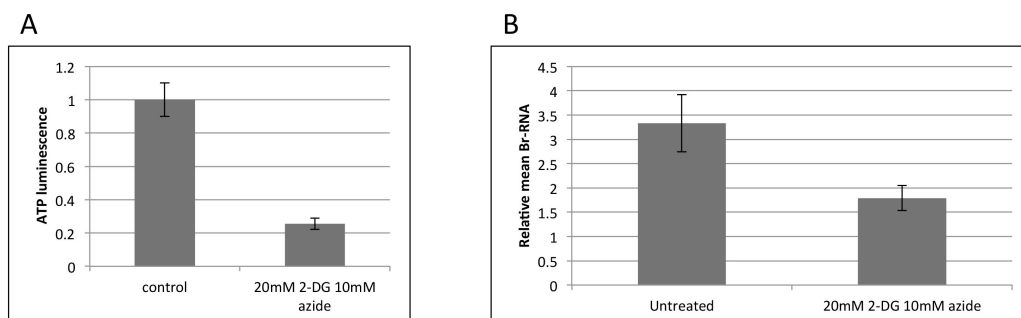 A
ATP luminescence
1.2
1
0.8
0.6
0.4
0.2
0
control
20mM 2-DG 10mM
azide
B
Relative mean Br-RNA
4.5
4
3.5
3
2.5
2
1.5
1
0.5
0
Untreated
20mM 2-DG 10mM azide